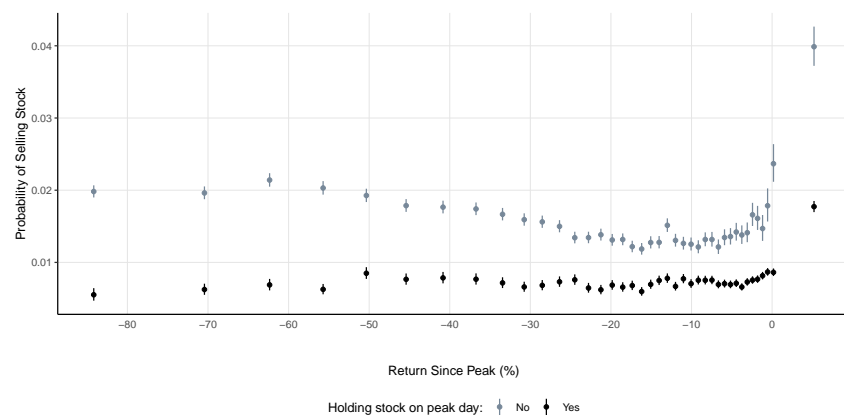 Probability of Selling Stock
0.04
0.03
0.02
0.01
−80 −70 −60 −50 −40 −30 −20 −10 0
Return Since Peak (%)
Holding stock on peak day: No Yes